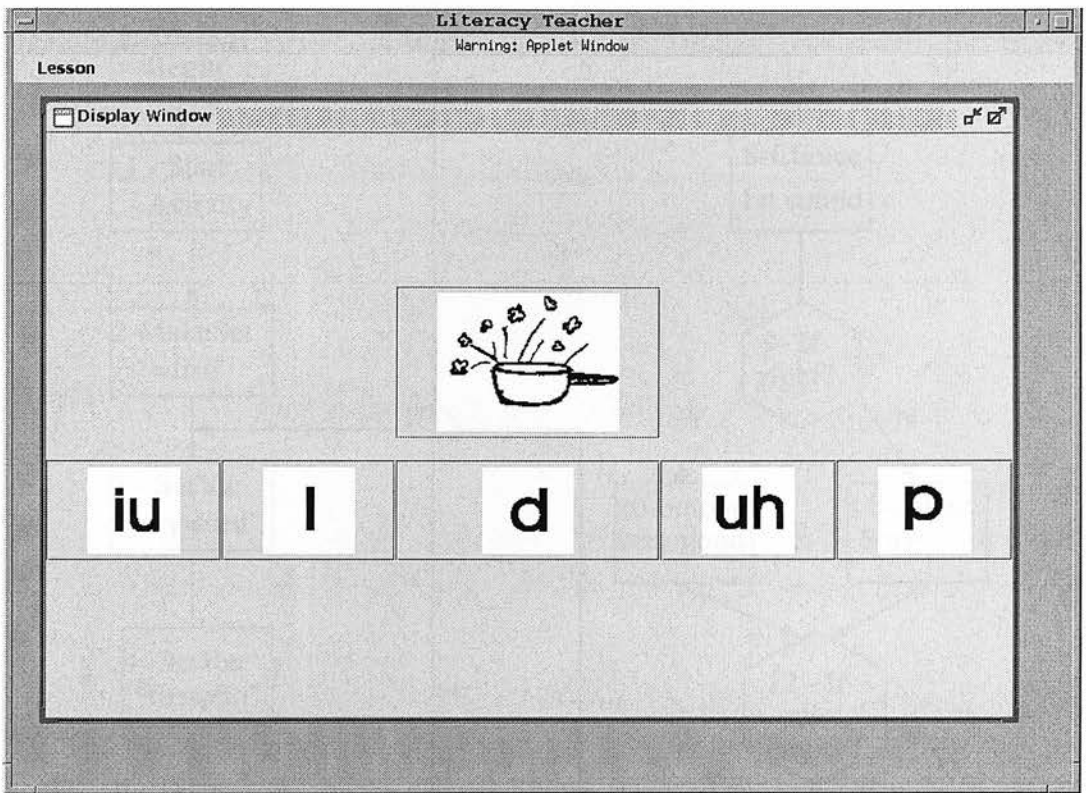 Literacy Teacher
Warning: Applet Window
Lesson
Display Window
iu l d uh p